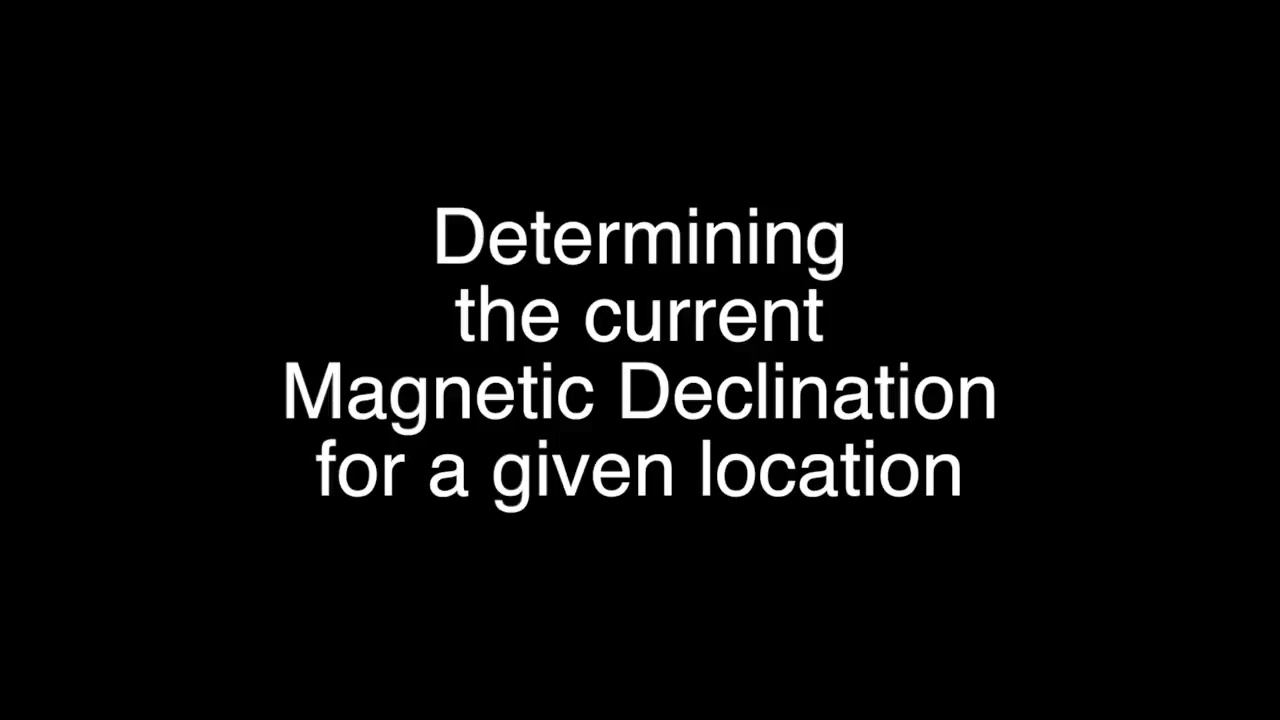 Determining
the current
Magnetic Declination
for a given location